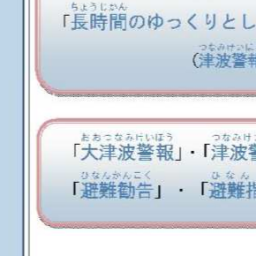 ちょうじかん
「長時間のゆっくりとし
つなみけいほ
（津波警報
おおつなみけいほう つなみけ
「大津波警報」・「津波警
ひなんかんこく ひなん
「避難勧告」・「避難指